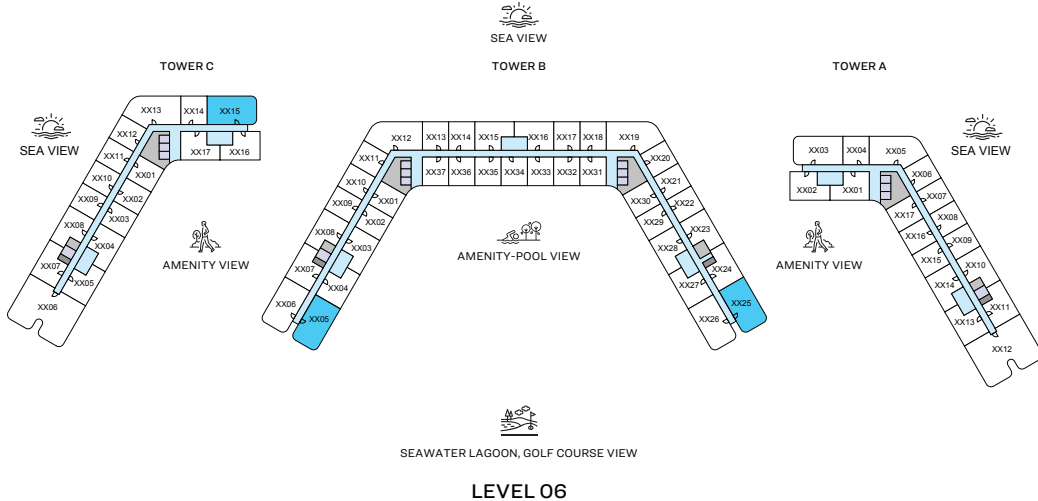 SEA VIEW
TOWER C
TOWER B
TOWER A
SEA VIEW
XX13
XX14
XX15
XX12
XX11
XX10
XX09
XX08
XX07
XX06
XX05
XX04
XX03
XX02
XX01
XX17
XX16
AMENITY VIEW
XX12
XX13
XX14
XX15
XX16
XX17
XX18
XX19
XX11
XX10
XX09
XX08
XX07
XX06
XX05
XX04
XX03
XX02
XX01
XX37
XX36
XX35
XX34
XX33
XX32
XX31
XX30
XX29
XX28
XX27
XX26
XX20
XX21
XX22
XX23
XX24
XX25
AMENITY-POOL VIEW
XX03
XX04
XX05
XX02
XX01
XX06
XX07
XX08
XX09
XX10
XX11
XX12
XX17
XX16
XX15
XX14
XX13
AMENITY VIEW
SEA VIEW
SEAWATER LAGOON, GOLF COURSE VIEW
LEVEL 06